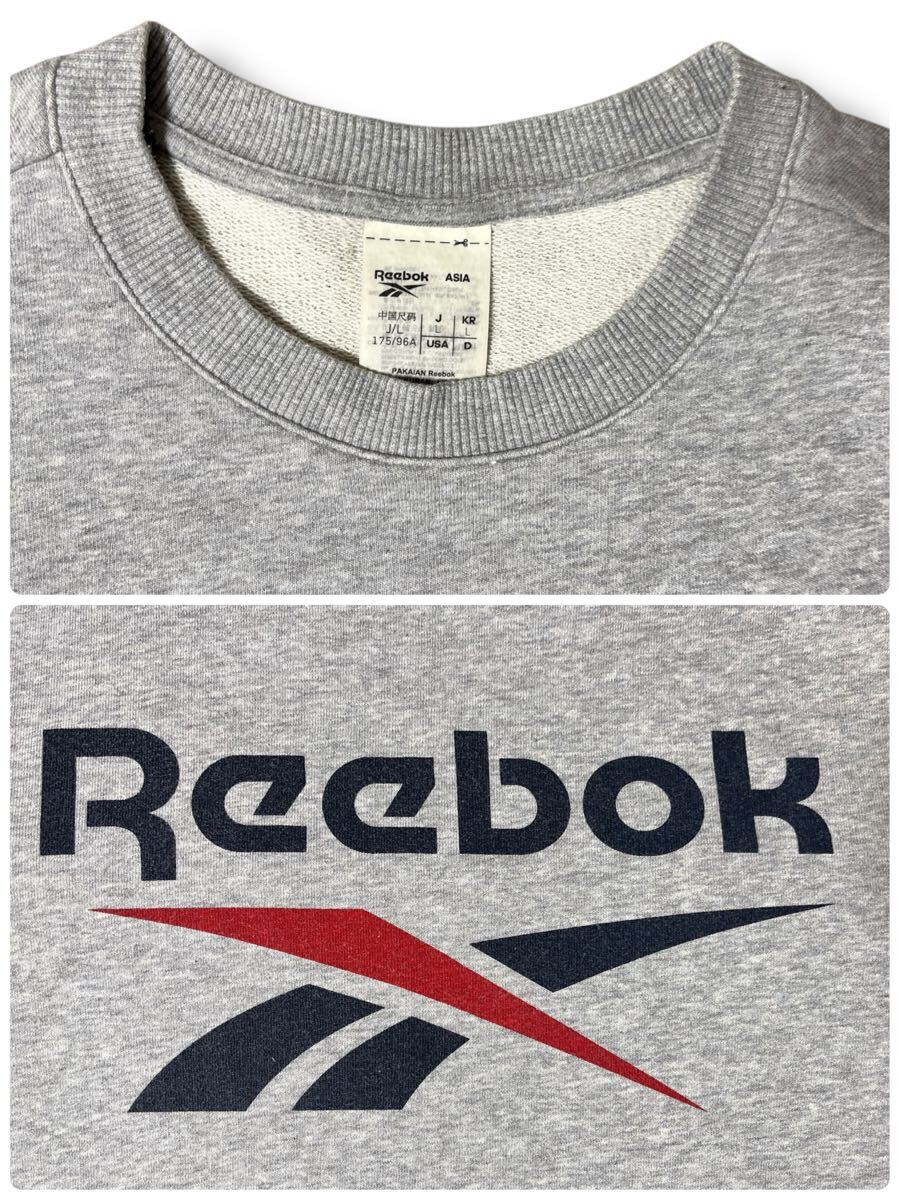 Reebok ASIA
中国尺码 J KR
J/L L L
175/96A USA D
PAKAIAN Reebok
Reebok